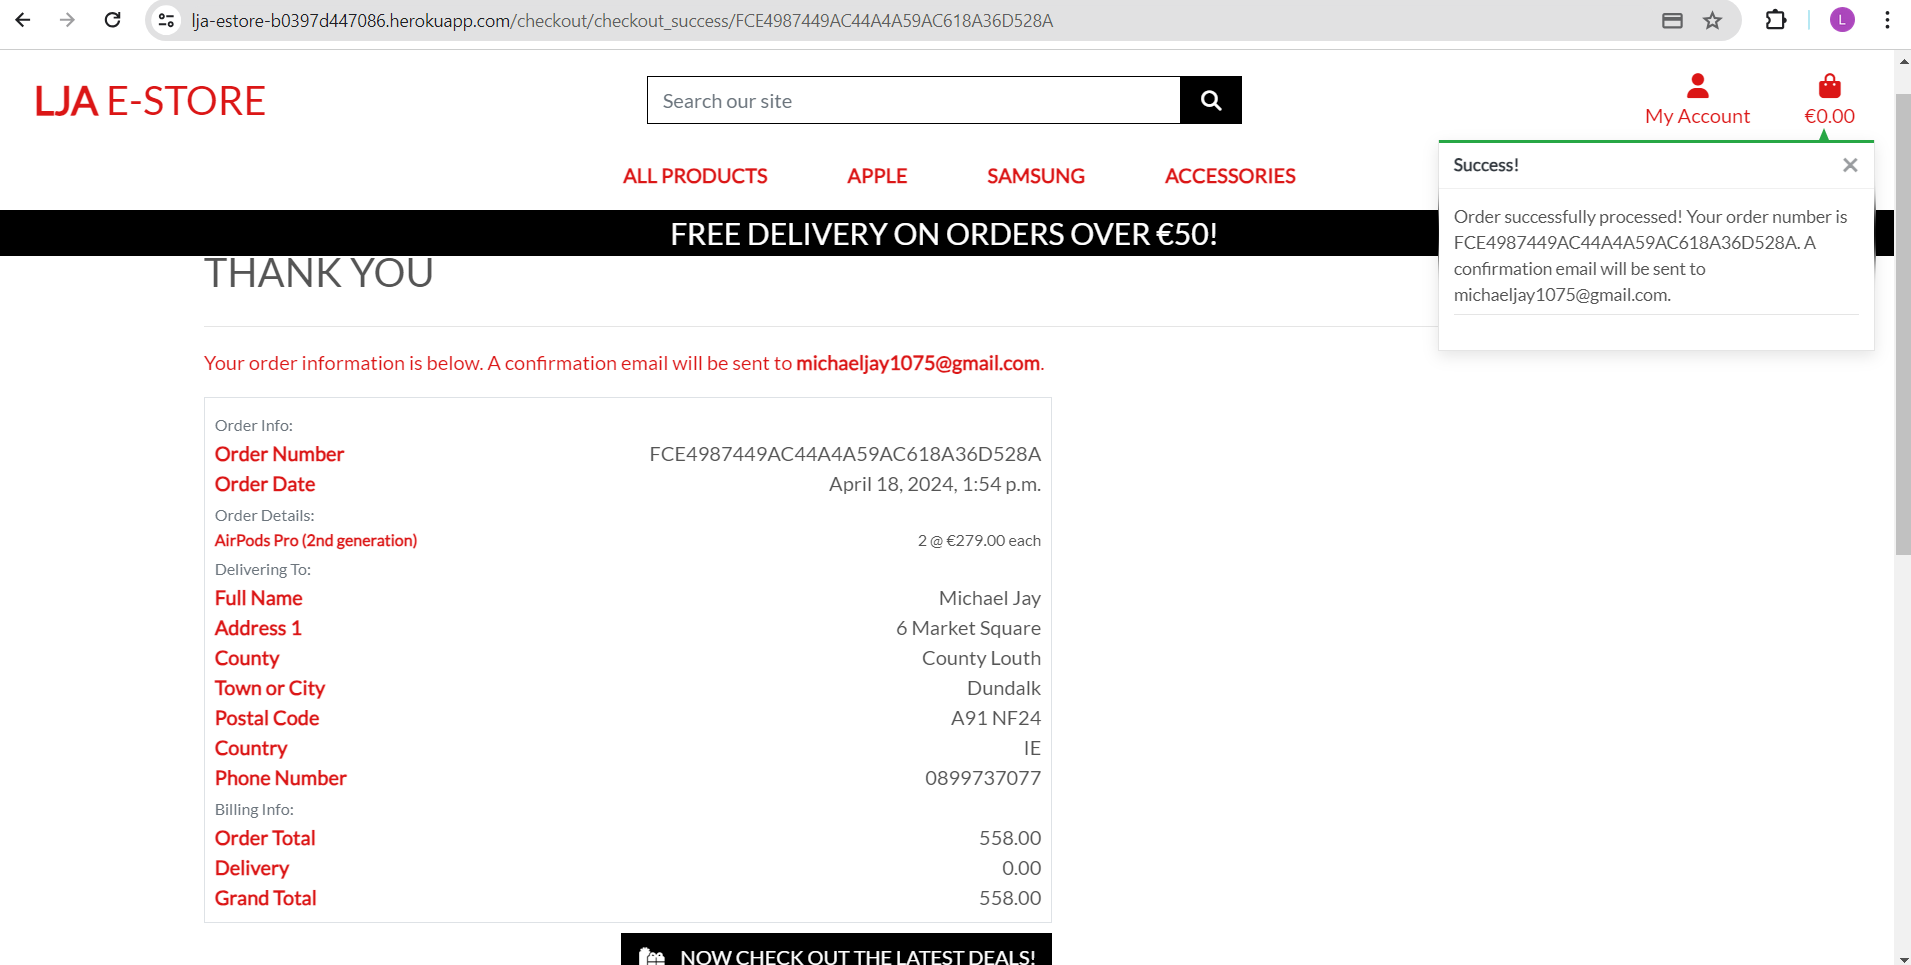 lja-estore-b0397d447086.herokuapp.com/checkout/checkout_success/FCE4987449AC44A4A59AC618A36D528A
L
LJA E-STORE
Search our site
My Account
€0.00
ALL PRODUCTS
APPLE
SAMSUNG
ACCESSORIES
Success!
Order successfully processed! Your order number is
FCE4987449AC44A4A59AC618A36D528A. A
confirmation email will be sent to
michaeljay1075@gmail.com.
FREE DELIVERY ON ORDERS OVER €50!
THANK YOU
Your order information is below. A confirmation email will be sent to michaeljay1075@gmail.com.
Order Info:
Order Number FCE4987449AC44A4A59AC618A36D528A
Order Date April 18, 2024, 1:54 p.m.
Order Details:
AirPods Pro (2nd generation) 2 @ €279.00 each
Delivering To:
Full Name Michael Jay
Address 1 6 Market Square
County County Louth
Town or City Dundalk
Postal Code A91 NF24
Country IE
Phone Number 0899737077
Billing Info:
Order Total 558.00
Delivery 0.00
Grand Total 558.00
NOW CHECK OUT THE LATEST DEALS!